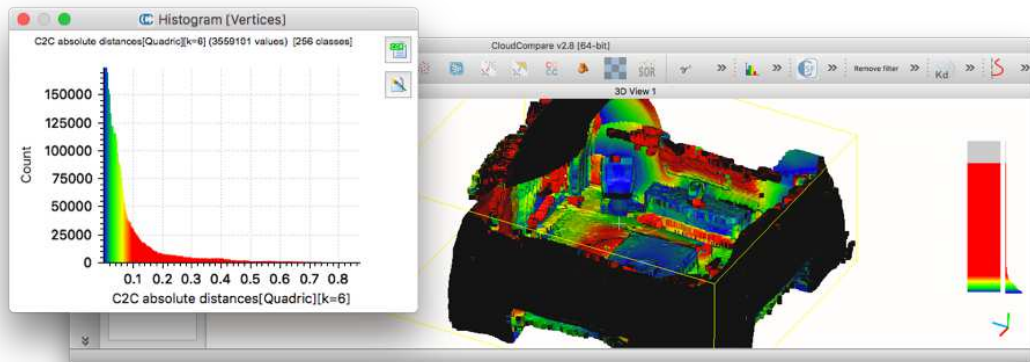 Histogram [Vertices]
C2C absolute distances[Quadric][k=6] (3559101 values) [256 classes]
150000
125000
100000
75000
50000
25000
0
Count
0.1 0.2 0.3 0.4 0.5 0.6 0.7 0.8
C2C absolute distances[Quadric][k=6]
CloudCompare v2.8 [64-bit]
SOR
Remove filter
Kd
3D View 1